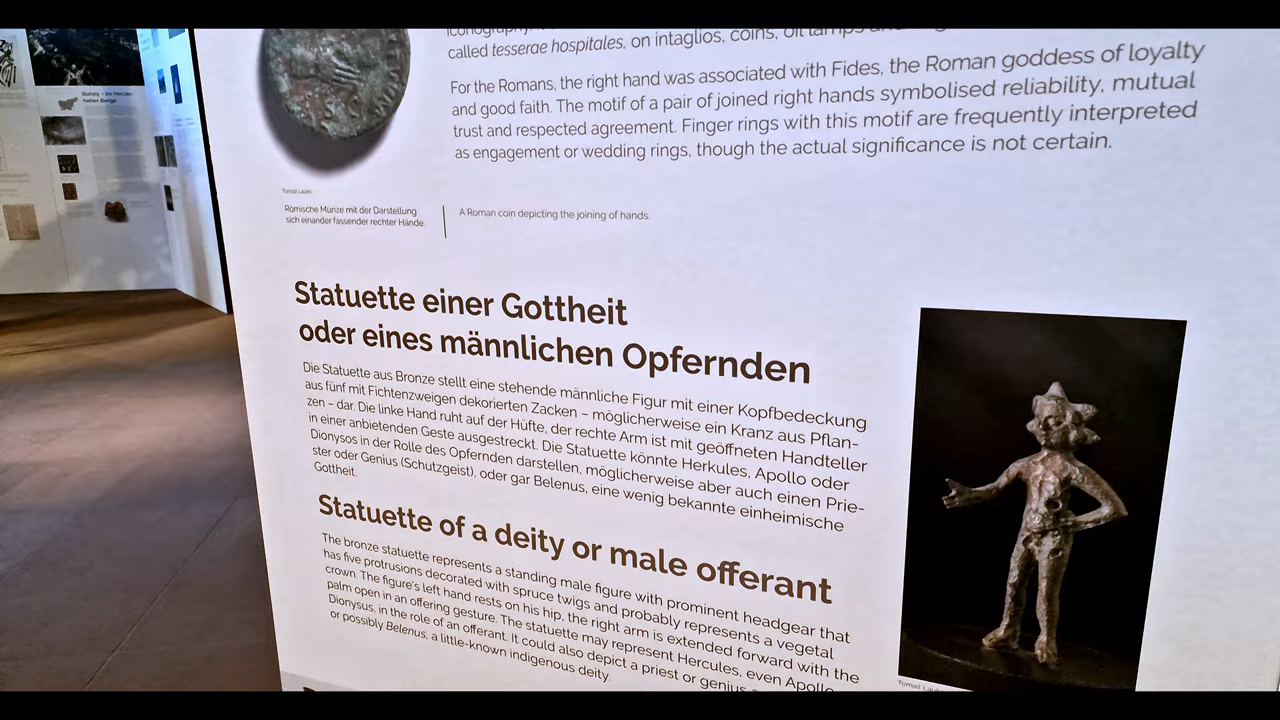 called tesserae hospitales, on intaglios, coins, oil lamps and
For the Romans, the right hand was associated with Fides, the Roman goddess of loyalty
and good faith. The motif of a pair of joined right hands symbolised reliability, mutual
trust and respected agreement. Finger rings with this motif are frequently interpreted
as engagement or wedding rings, though the actual significance is not certain.
Tomaž Lauko
Römische Münze mit der Darstellung
sich einander fassender rechter Hände.
A Roman coin depicting the joining of hands.
Statuette einer Gottheit
oder eines männlichen Opfernden
Die Statuette aus Bronze stellt eine stehende männliche Figur mit einer Kopfbedeckung
aus fünf mit Fichtenzweigen dekorierten Zacken – möglicherweise ein Kranz aus Pflan-
zen – dar. Die linke Hand ruht auf der Hüfte, der rechte Arm ist mit geöffneten Handteller
in einer anbietenden Geste ausgestreckt. Die Statuette könnte Herkules, Apollo oder
Dionysos in der Rolle des Opfernden darstellen, möglicherweise aber auch einen Prie-
ster oder Genius (Schutzgeist), oder gar Belenus, eine wenig bekannte einheimische
Gottheit.
Statuette of a deity or male offerant
The bronze statuette represents a standing male figure with prominent headgear that
has five protrusions decorated with spruce twigs and probably represents a vegetal
crown. The figure's left hand rests on his hip, the right arm is extended forward with the
palm open in an offering gesture. The statuette may represent Hercules, even Apollo
Dionysus, in the role of an offerant. It could also depict a priest or genius
or possibly Belenus, a little-known indigenous deity.
Tomaž Lauko